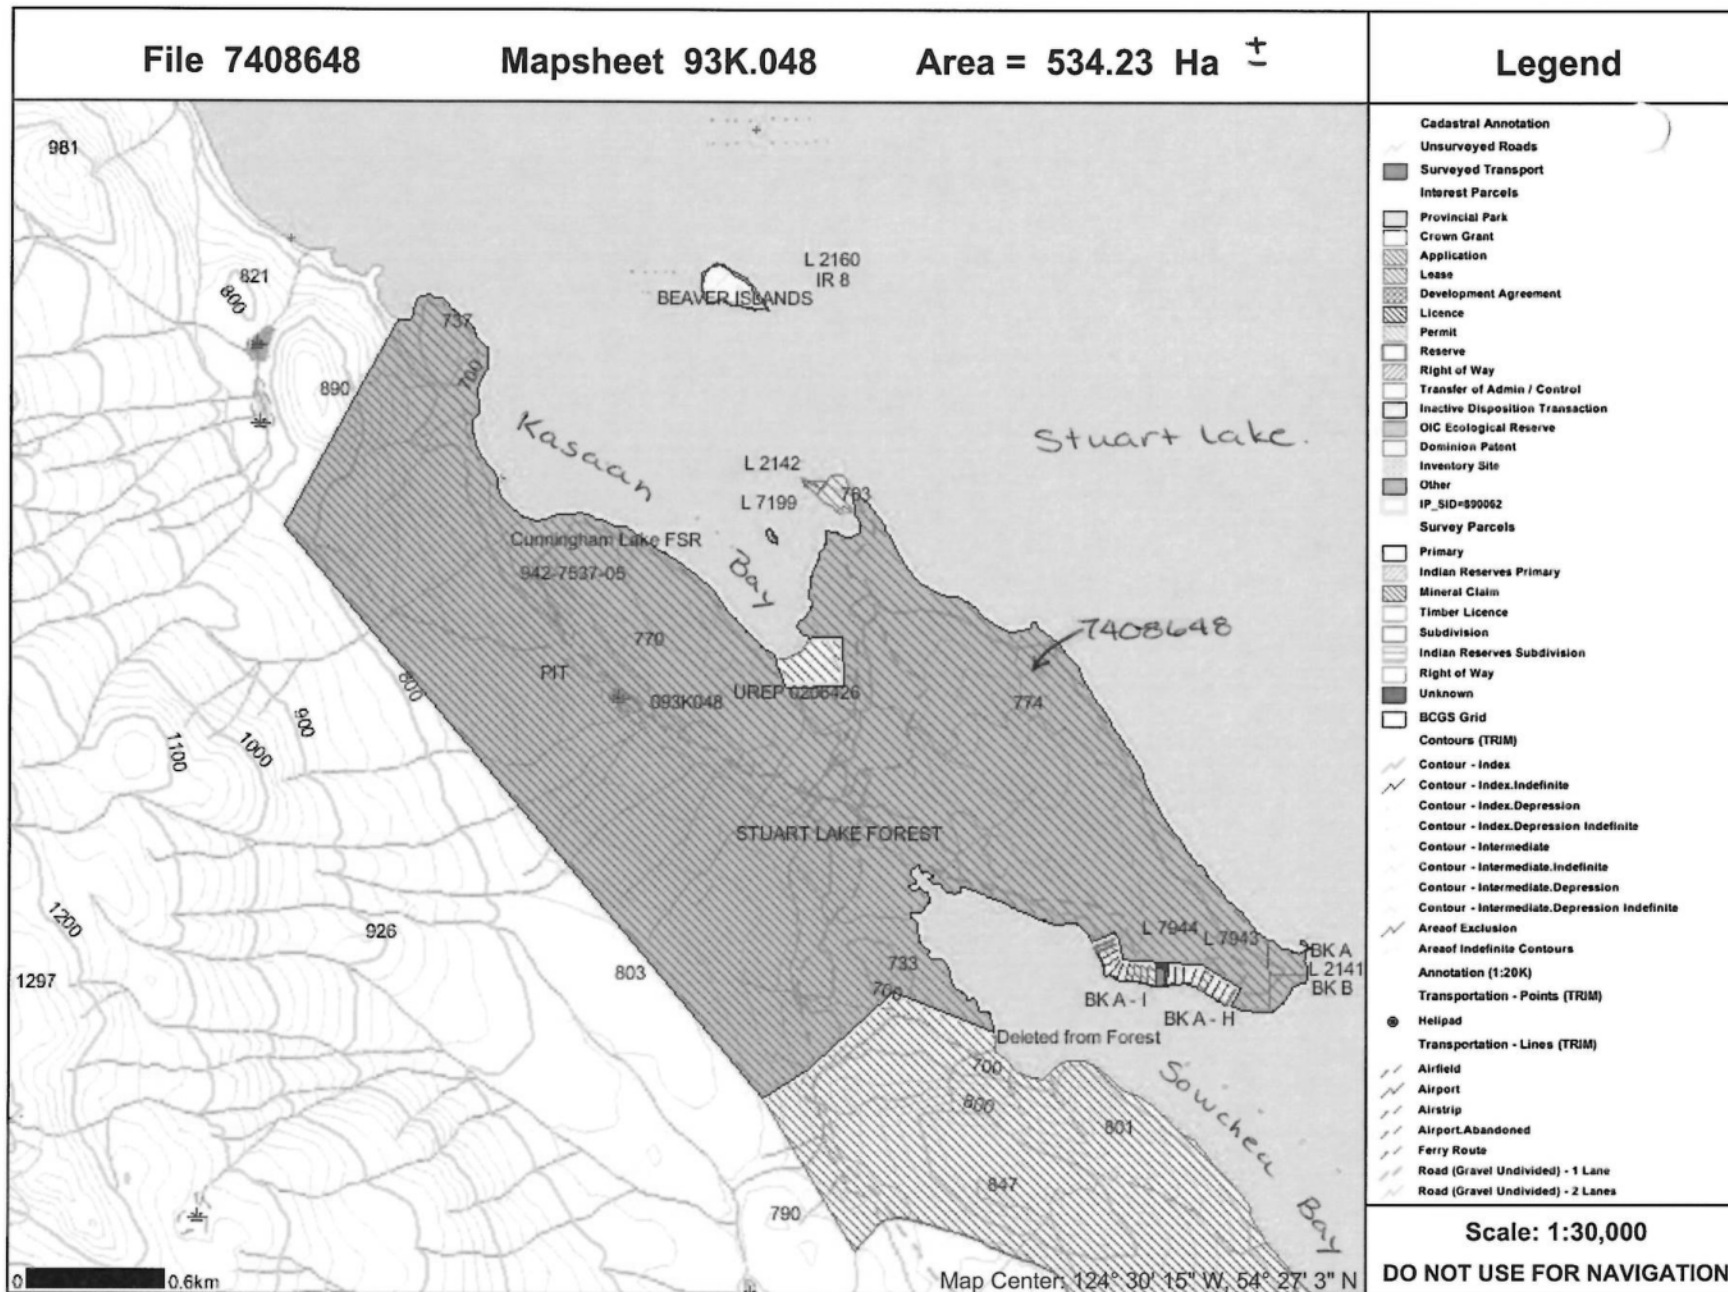 File 7408648 Mapsheet 93K.048 Area = 534.23 Ha ±
Legend
981
821
800
737
700
890
L 2160
IR 8
BEAVER ISLANDS
Kasaan
Bay
Stuart Lake.
L 2142
L 7199
763
Cunningham Lake FSR
942-7537-05
770
PIT
093K048
UREP 0206426
7408648
774
800
900
1000
1100
STUART LAKE FOREST
1200
926
1297
803
733
700
L 7944
L 7943
BK A
L 2141
BK B
BK A - I
BK A - H
Deleted from Forest
700
800
801
Sowchea
Bay
847
790
0 0.6km
Map Center: 124° 30' 15" W, 54° 27' 3" N
Cadastral Annotation
Unsurveyed Roads
Surveyed Transport
Interest Parcels
Provincial Park
Crown Grant
Application
Lease
Development Agreement
Licence
Permit
Reserve
Right of Way
Transfer of Admin / Control
Inactive Disposition Transaction
OIC Ecological Reserve
Dominion Patent
Inventory Site
Other
IP_SID=890062
Survey Parcels
Primary
Indian Reserves Primary
Mineral Claim
Timber Licence
Subdivision
Indian Reserves Subdivision
Right of Way
Unknown
BCGS Grid
Contours (TRIM)
Contour - Index
Contour - Index.Indefinite
Contour - Index.Depression
Contour - Index.Depression Indefinite
Contour - Intermediate
Contour - Intermediate.Indefinite
Contour - Intermediate.Depression
Contour - Intermediate.Depression Indefinite
Areaof Exclusion
Areaof Indefinite Contours
Annotation (1:20K)
Transportation - Points (TRIM)
Helipad
Transportation - Lines (TRIM)
Airfield
Airport
Airstrip
Airport.Abandoned
Ferry Route
Road (Gravel Undivided) - 1 Lane
Road (Gravel Undivided) - 2 Lanes
Scale: 1:30,000
DO NOT USE FOR NAVIGATION